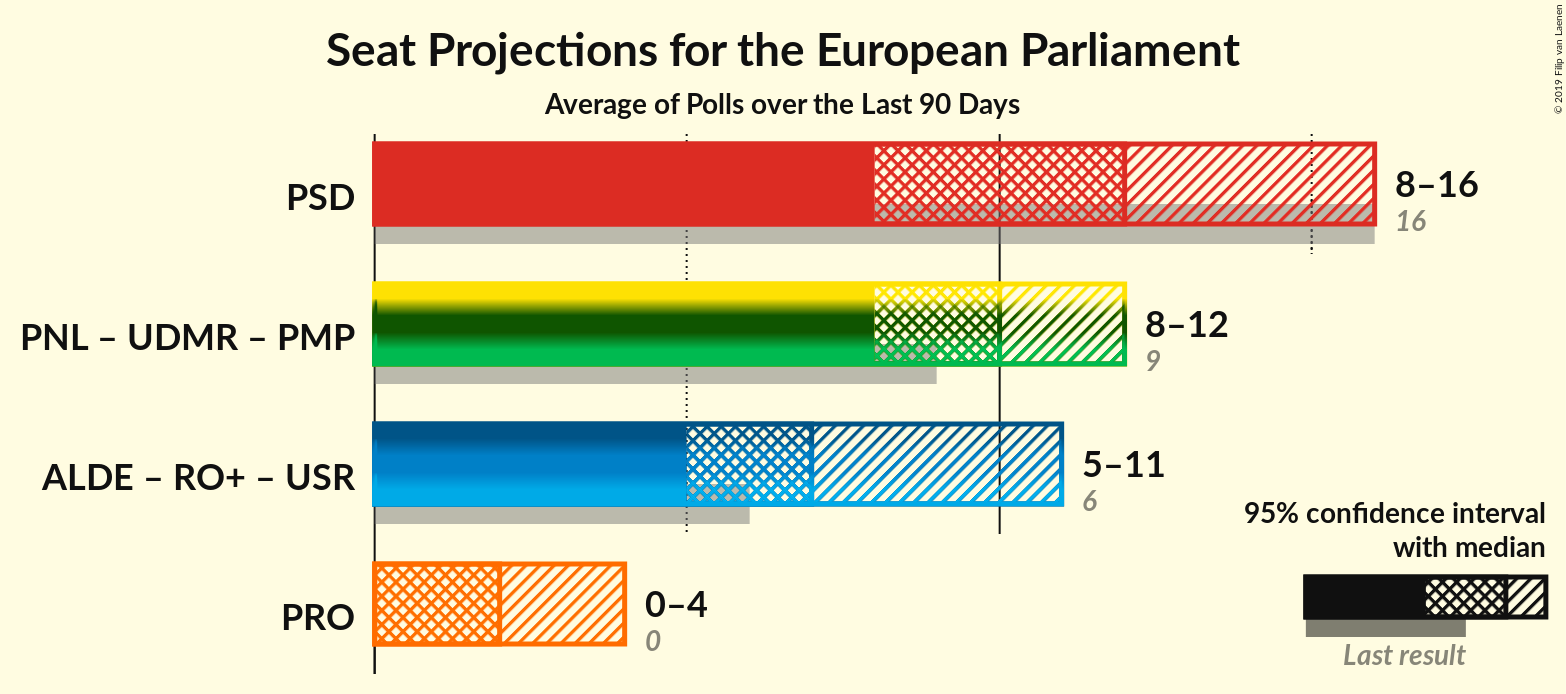 Seat Projections for the European Parliament
Average of Polls over the Last 90 Days
© 2019 Filip van Laenen
PSD
8–16
16
PNL – UDMR – PMP
8–12
9
ALDE – RO+ – USR
5–11
6
PRO
0–4
0
95% confidence interval
with median
Last result